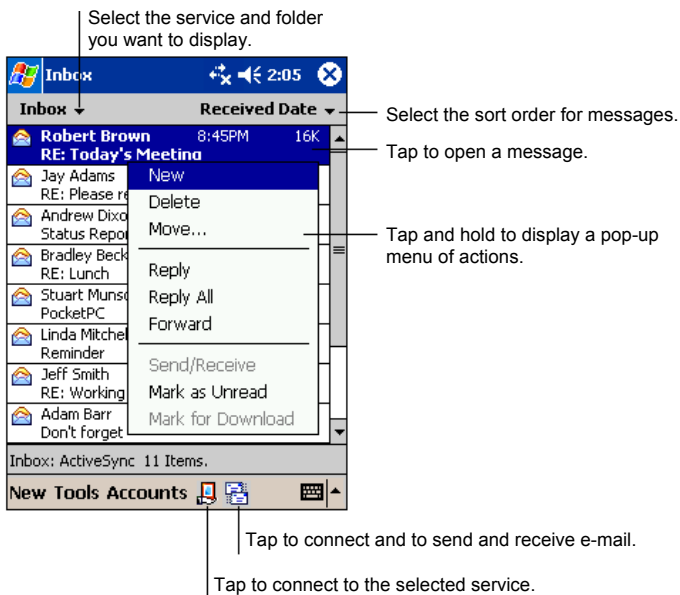 Select the service and folder
you want to display.
Inbox 2:05
Inbox Received Date
Select the sort order for messages.
Robert Brown 8:45PM 16K
RE: Today's Meeting
Tap to open a message.
Jay Adams
RE: Please re
New
Andrew Dixo
Status Repo
Delete
Move...
Tap and hold to display a pop-up
menu of actions.
Bradley Beck
RE: Lunch
Reply
Stuart Munso
PocketPC
Reply All
Linda Mitchel
Reminder
Forward
Jeff Smith
RE: Working
Send/Receive
Mark as Unread
Adam Barr
Don't forget
Mark for Download
Inbox: ActiveSync 11 Items.
New Tools Accounts
Tap to connect and to send and receive e-mail.
Tap to connect to the selected service.